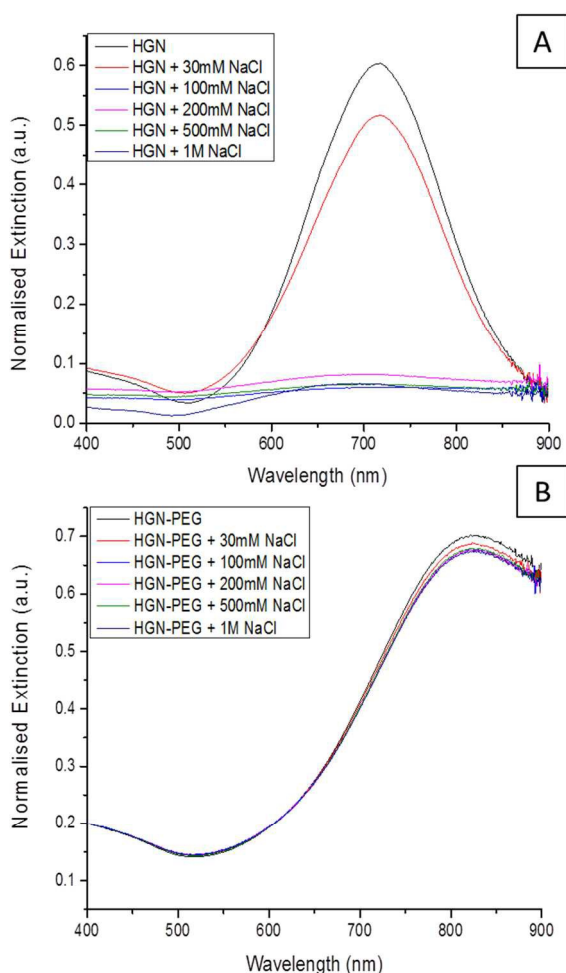 A
HGN
HGN + 30mM NaCl
HGN + 100mM NaCl
HGN + 200mM NaCl
HGN + 500mM NaCl
HGN + 1M NaCl
0.6
0.5
0.4
0.3
0.2
0.1
0.0
Normalised Extinction (a.u.)
400 500 600 700 800 900
Wavelength (nm)
B
HGN-PEG
HGN-PEG + 30mM NaCl
HGN-PEG + 100mM NaCl
HGN-PEG + 200mM NaCl
HGN-PEG + 500mM NaCl
HGN-PEG + 1M NaCl
0.7
0.6
0.5
0.4
0.3
0.2
0.1
Normalised Extinction (a.u.)
400 500 600 700 800 900
Wavelength (nm)